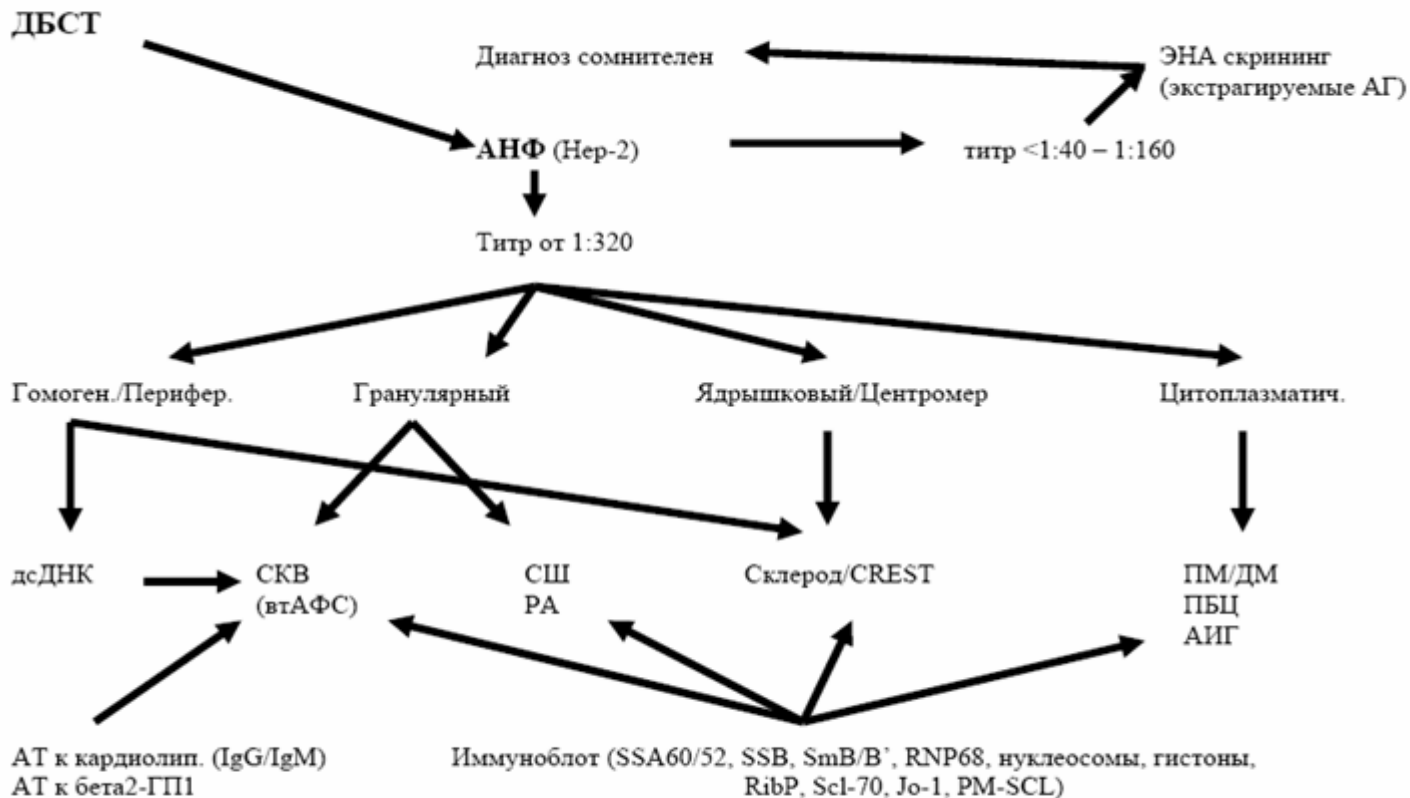 ДБСТ
Диагноз сомнителен
ЭНА скрининг
(экстрагируемые АГ)
АНФ (Hep-2)
титр <1:40 – 1:160
Титр от 1:320
Гомоген./Перифер.
Гранулярный
Ядрышковый/Центромер
Цитоплазматич.
дсДНК
СКВ
(втАФС)
СШ
РА
Склерод/CREST
ПМ/ДМ
ПБЦ
АИГ
АТ к кардиолип. (IgG/IgM)
АТ к бета2-ГП1
Иммуноблот (SSA60/52, SSB, SmB/B`, RNP68, нуклеосомы, гистоны,
RibP, Scl-70, Jo-1, PM-SCL)